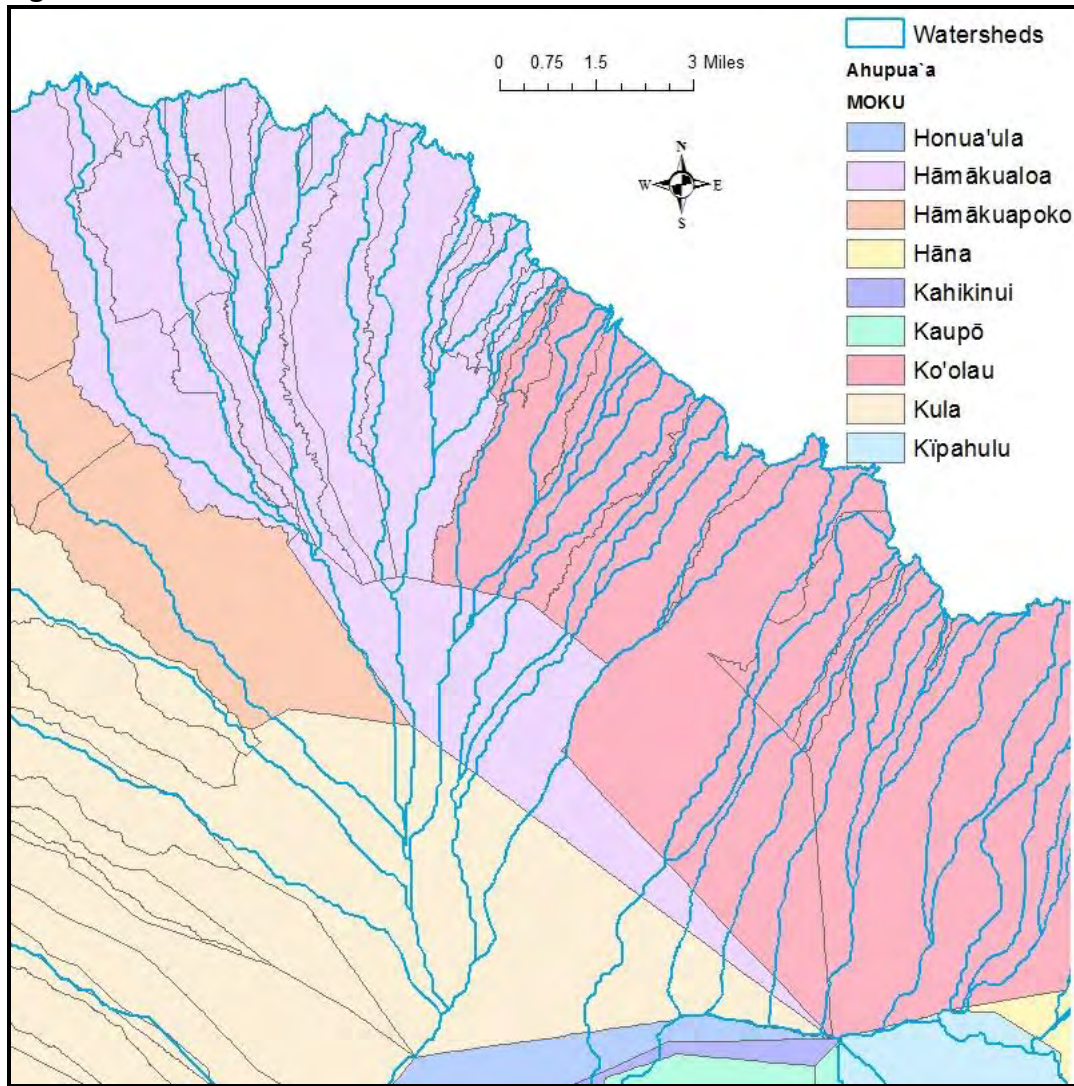 0 0.75 1.5 3 Miles
N
W E
S
Watersheds
Ahupua`a
MOKU
Honua'ula
Hāmākualoa
Hāmākuapoko
Hāna
Kahikinui
Kaupō
Ko'olau
Kula
Kïpahulu